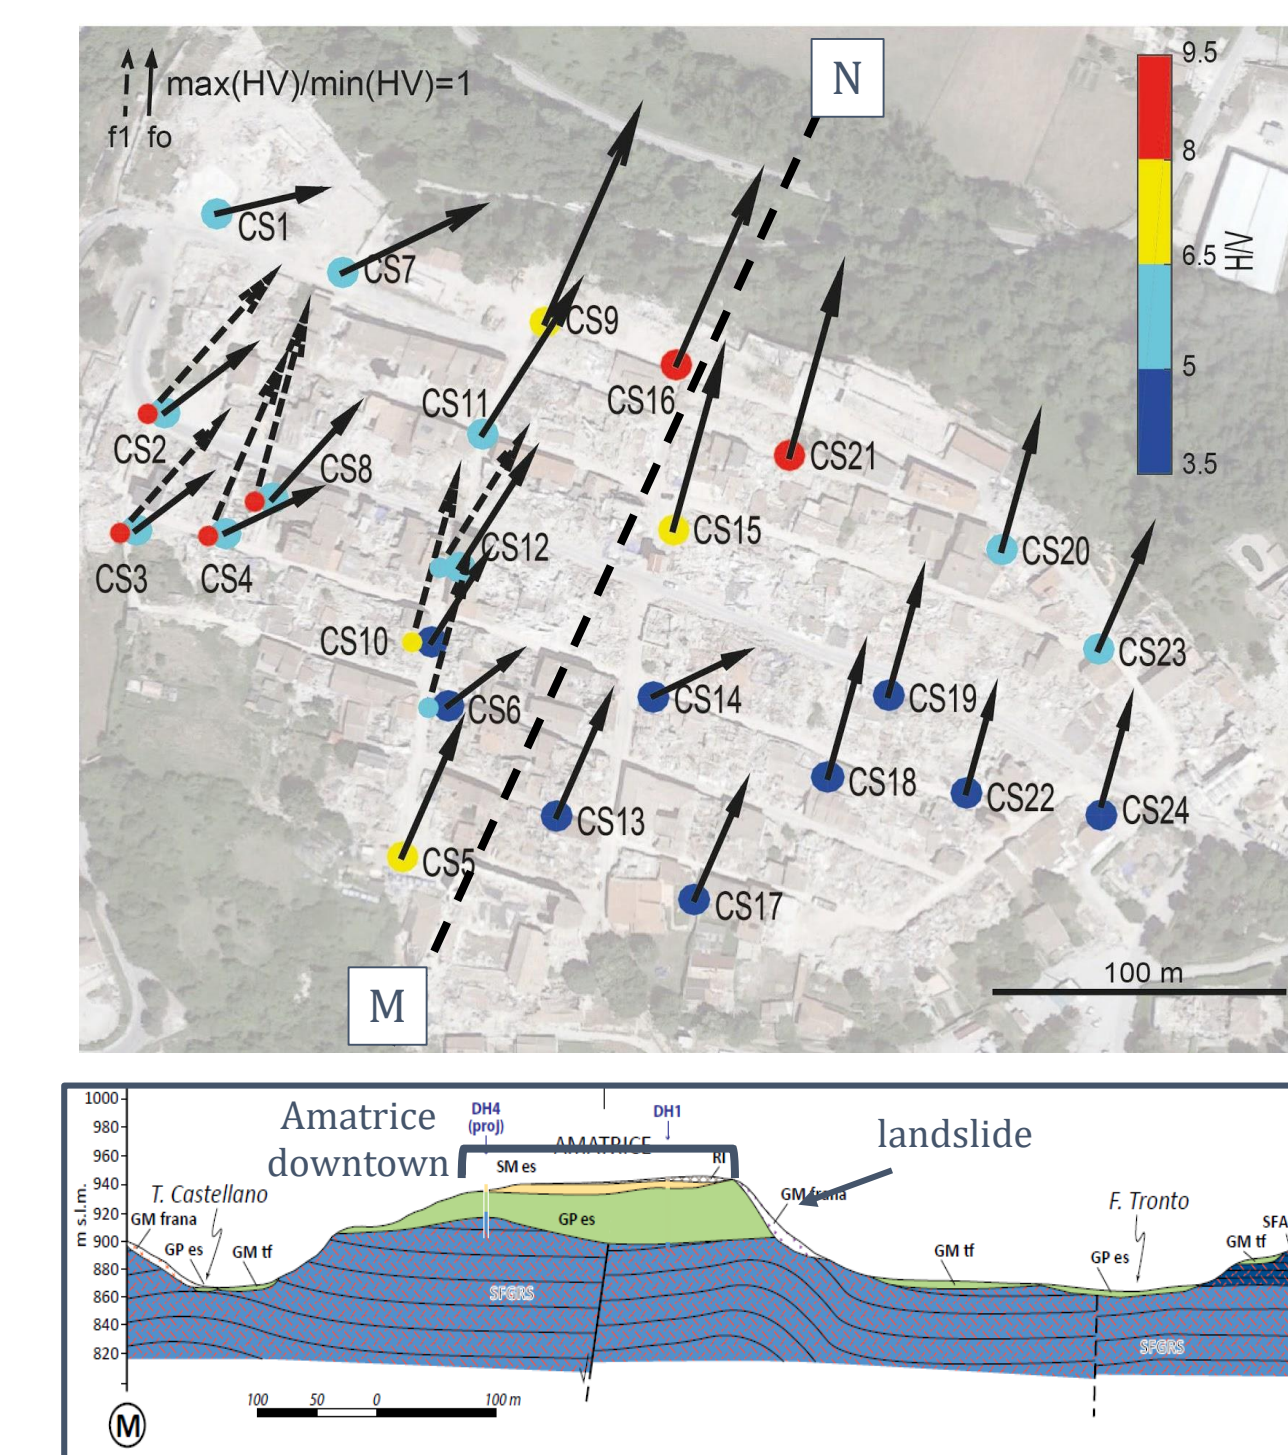 N
9.5
max(HV)/min(HV)=1
f1 fo
8
CS1
6.5
H/V
CS7
CS9
5
CS16
CS11
CS2
CS8
CS21
3.5
CS15
CS12
CS20
CS3
CS4
CS10
CS23
CS14
CS19
CS6
CS18
CS22
CS13
CS24
CS5
CS17
100 m
M
1000
980
960
940
920
900
880
860
840
820
m s.l.m.
Amatrice
downtown
DH4
(proj)
DH1
AMATRICE
landslide
SM es
RI
T. Castellano
GM frana
GM frana
F. Tronto
GP es
SFA
GP es
GM tf
GM tf
GP es
GM tf
SFGRS
SFGRS
100 50 0 100 m
M